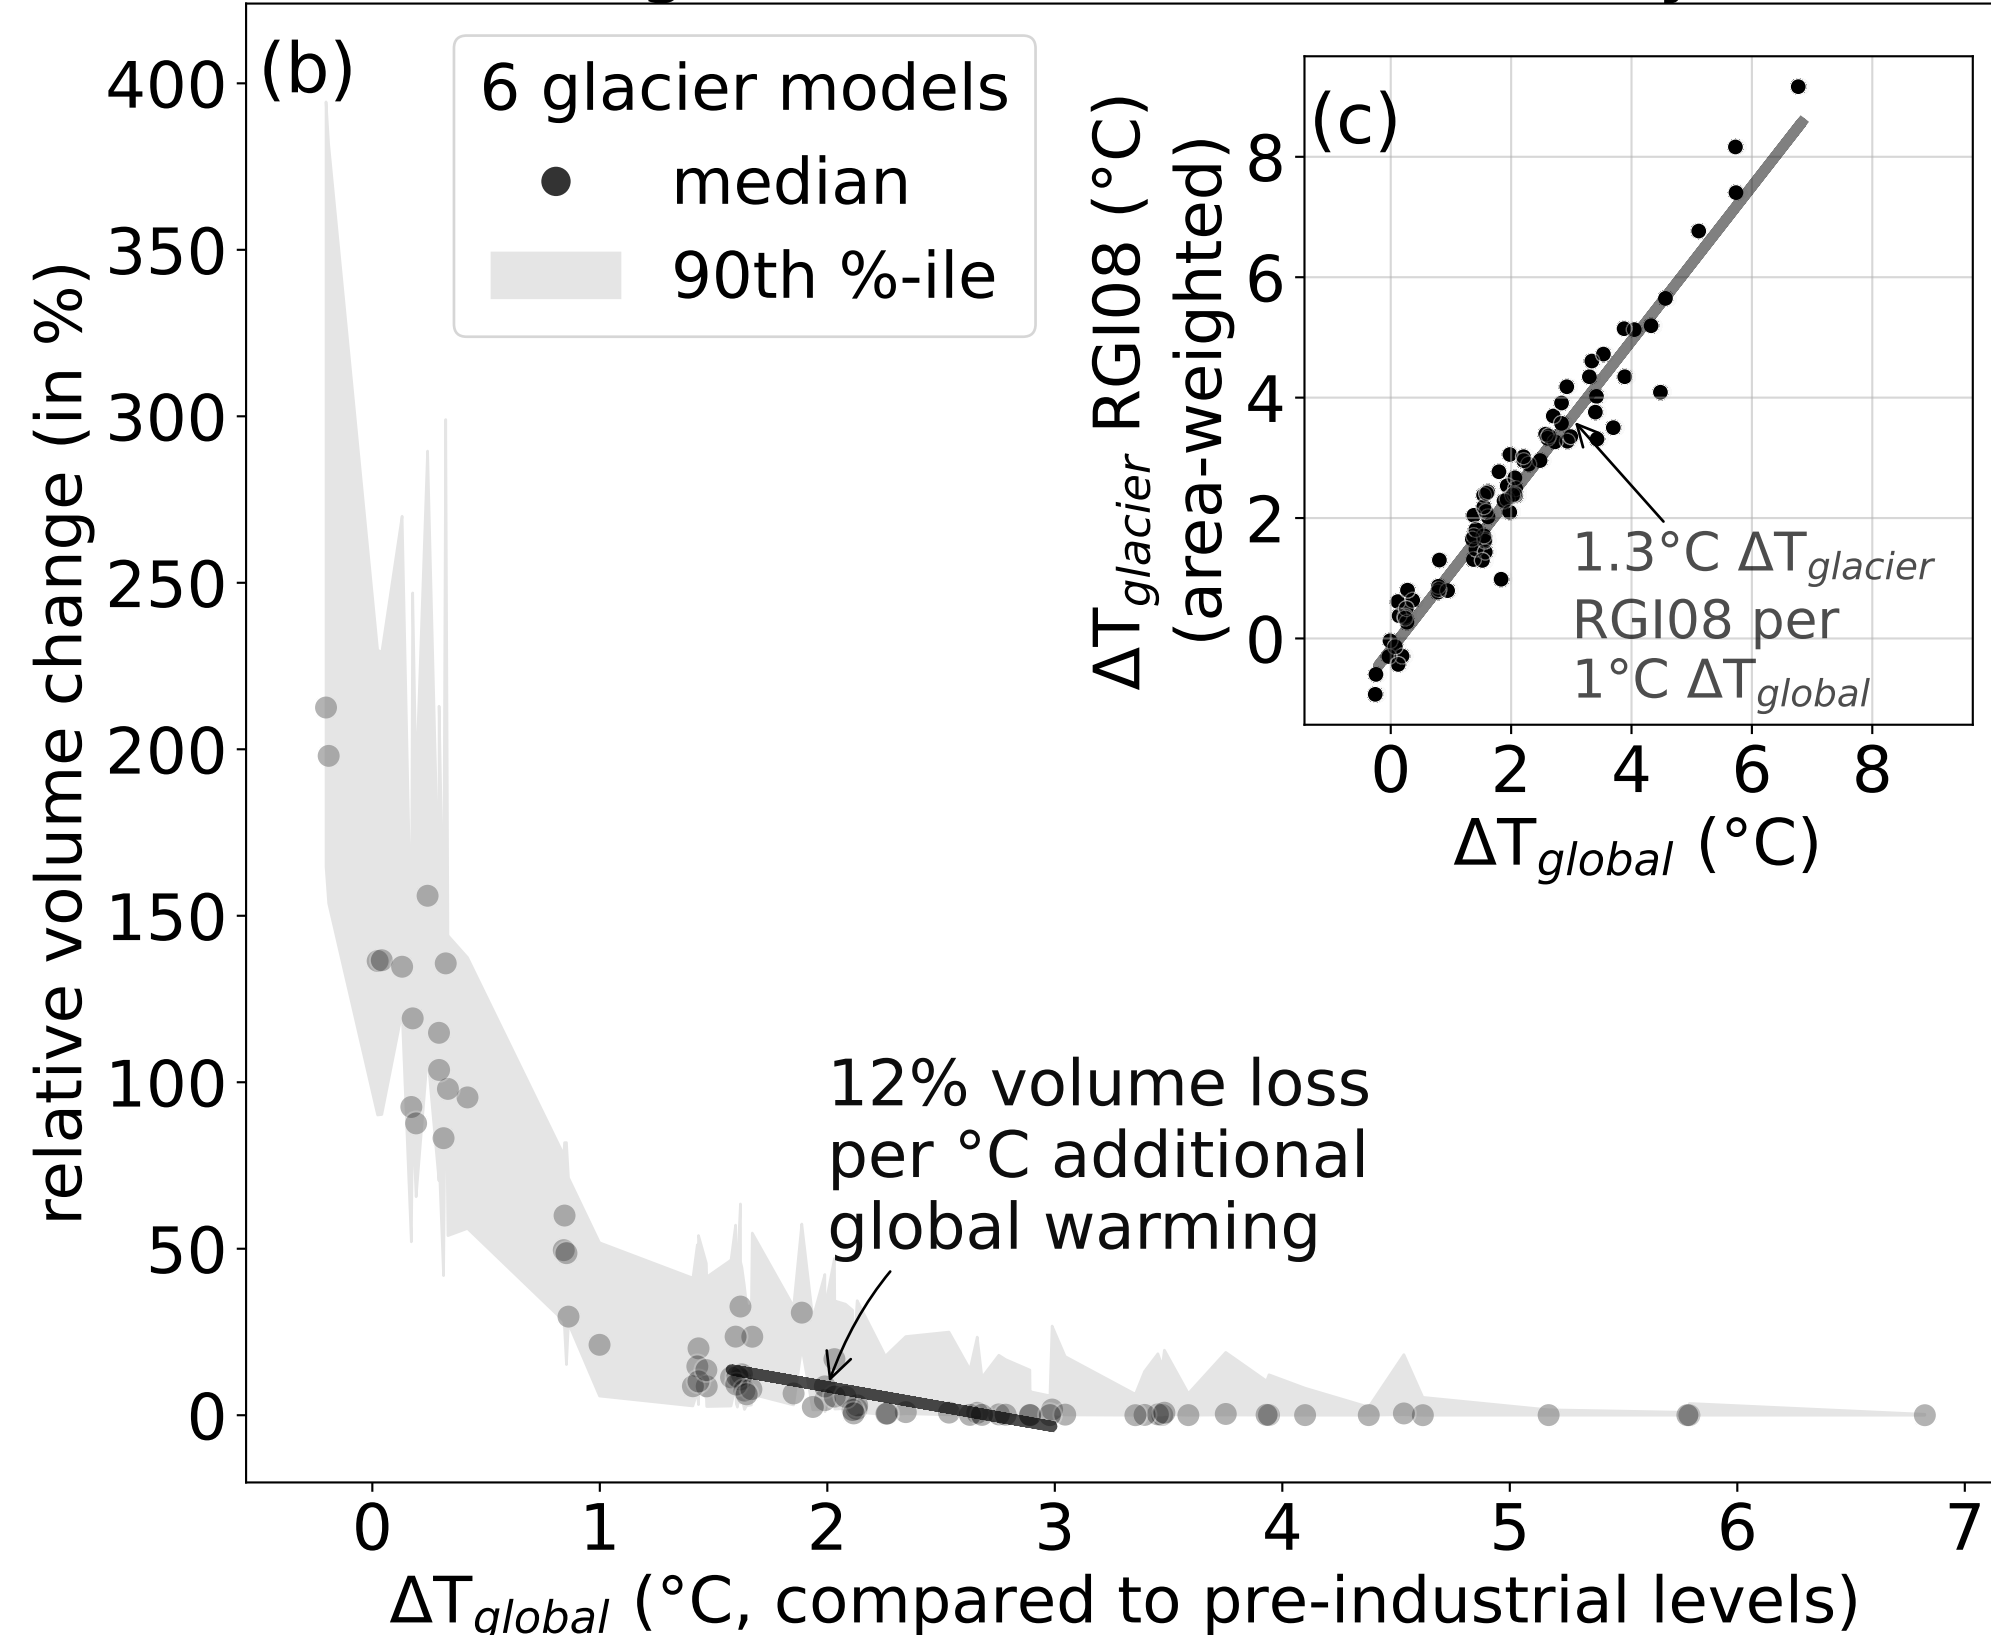 (b)
6 glacier models
median
90th %-ile
400
350
300
250
200
150
100
50
0
relative volume change (in %)
12% volume loss
per °C additional
global warming
0 1 2 3 4 5 6 7
ΔTglobal (°C, compared to pre-industrial levels)
(c)
ΔTglacier RGI08 (°C)
(area-weighted)
8
6
4
2
0
1.3°C ΔTglacier
RGI08 per
1°C ΔTglobal
0 2 4 6 8
ΔTglobal (°C)